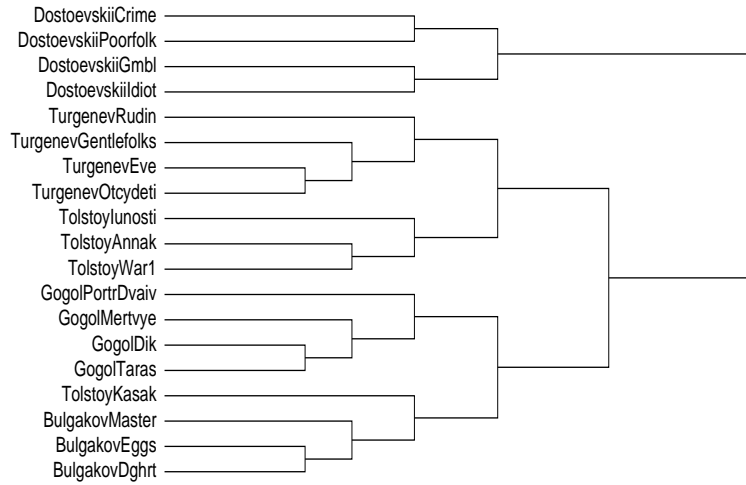 DostoevskiiCrime
DostoevskiiPoorfolk
DostoevskiiGmbl
DostoevskiiIdiot
TurgenevRudin
TurgenevGentlefolks
TurgenevEve
TurgenevOtcydeti
TolstoyIunosti
TolstoyAnnak
TolstoyWar1
GogolPortrDvaiv
GogolMertvye
GogolDik
GogolTaras
TolstoyKasak
BulgakovMaster
BulgakovEggs
BulgakovDghrt